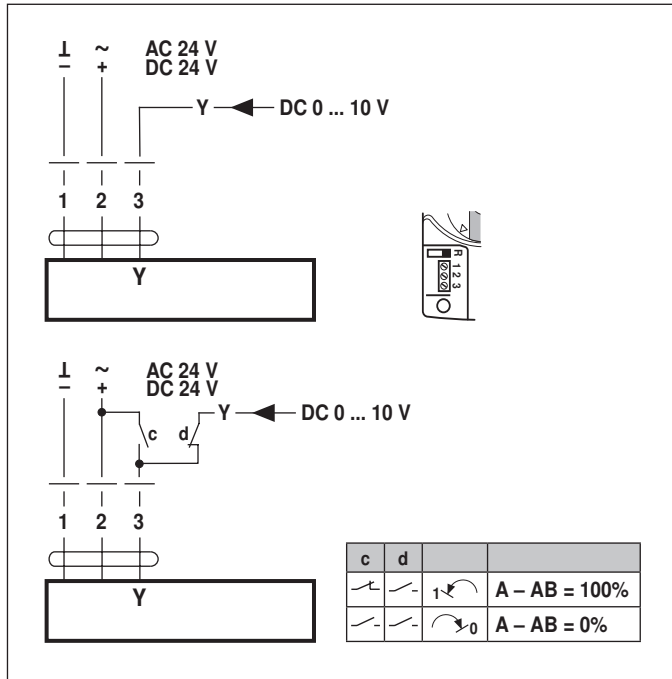 ⊥ ~ AC 24 V
– + DC 24 V
Y DC 0 ... 10 V
1 2 3
Y
R 1 2 3
⊥ ~ AC 24 V
– + DC 24 V
Y DC 0 ... 10 V
c d
1 2 3
Y
c d
1 A – AB = 100%
0 A – AB = 0%